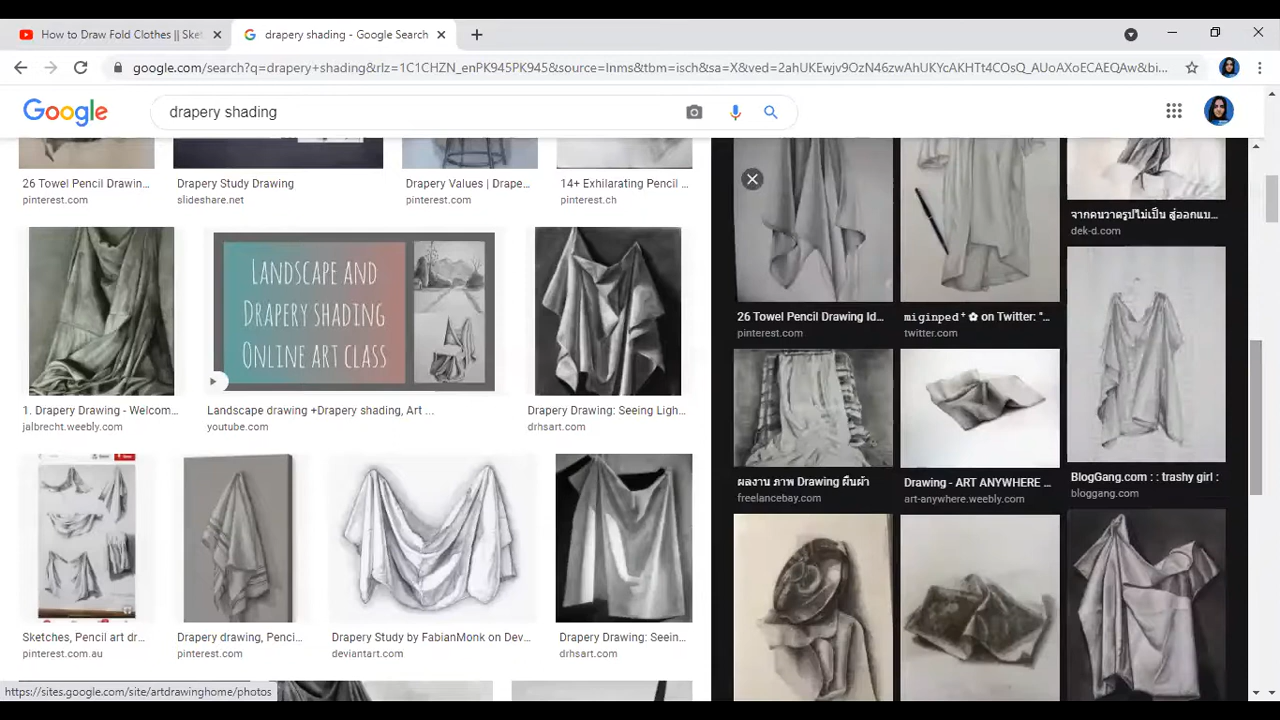 How to Draw Fold Clothes || Sket
drapery shading - Google Search
google.com/search?q=drapery+shading&rlz=1C1CHZN_enPK945PK945&source=lnms&tbm=isch&sa=X&ved=2ahUKEwjv9OzN46zwAhUKYcAKHTt4COsQ_AUoAXoECAEQAw&bi...
Google
drapery shading
26 Towel Pencil Drawin...
pinterest.com
Drapery Study Drawing
slideshare.net
Drapery Values | Drape...
pinterest.com
14+ Exhilarating Pencil ...
pinterest.ch
LANDSCAPE AND
DRAPERY SHADING
ONLINE ART CLASS
1. Drapery Drawing - Welcom...
jalbrecht.weebly.com
Landscape drawing +Drapery shading, Art ...
youtube.com
Drapery Drawing: Seeing Ligh...
drhsart.com
Sketches, Pencil art dr...
pinterest.com.au
Drapery drawing, Penci...
pinterest.com
Drapery Study by FabianMonk on Dev...
deviantart.com
Drapery Drawing: Seein...
drhsart.com
26 Towel Pencil Drawing Id...
pinterest.com
miginped⁺ ✿ on Twitter: "...
twitter.com
จากคนวาดรูปไม่เป็น สู่ออกแบ...
dek-d.com
ผลงาน ภาพ Drawing ผืนผ้า
freelancebay.com
Drawing - ART ANYWHERE ...
art-anywhere.weebly.com
BlogGang.com : : trashy girl :
bloggang.com
https://sites.google.com/site/artdrawinghome/photos